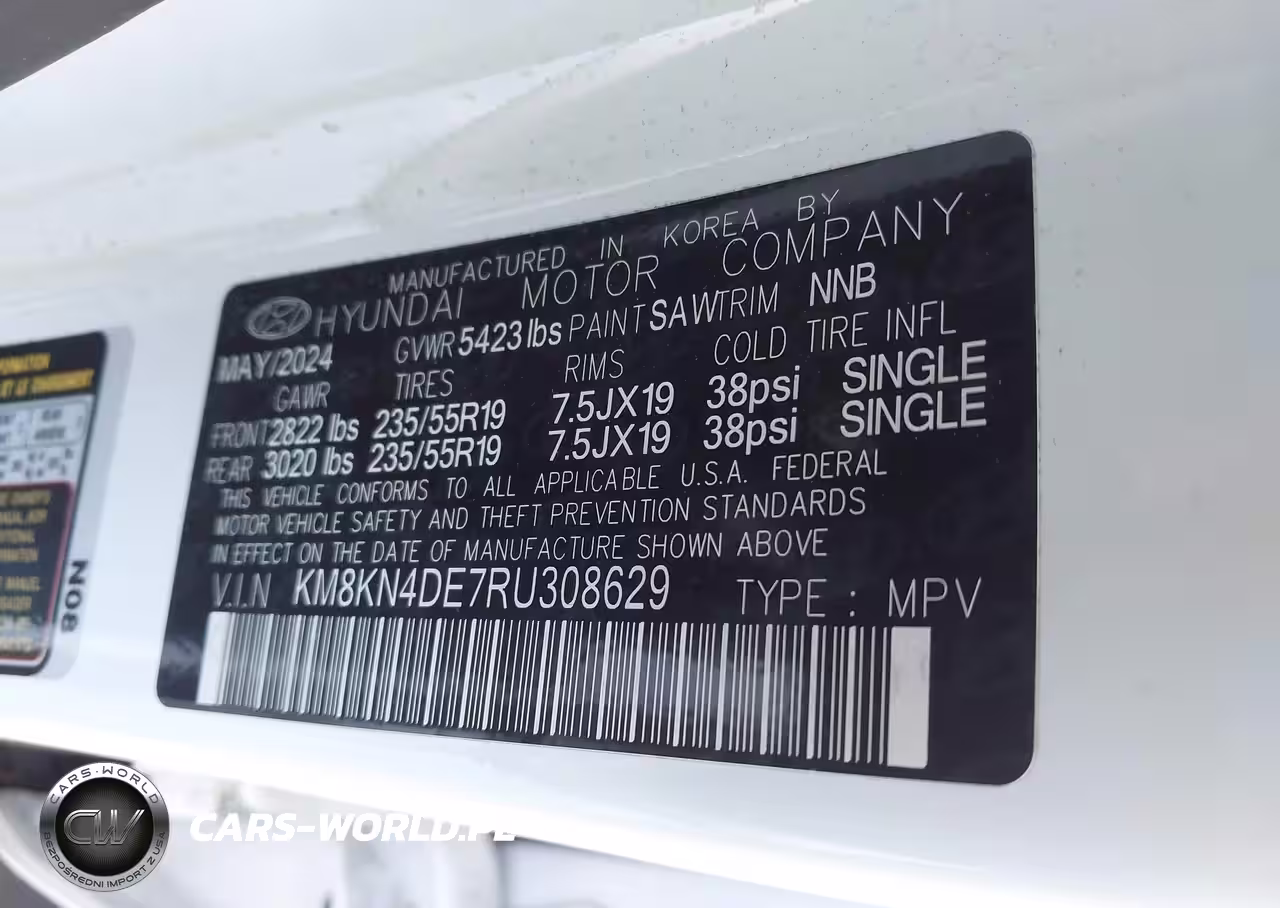 MANUFACTURED IN KOREA BY
HYUNDAI MOTOR COMPANY
MAY/2024 GVWR 5423 lbs PAINT SAW TRIM NNB
GAWR TIRES RIMS COLD TIRE INFL
FRONT 2822 lbs 235/55R19 7.5JX19 38psi SINGLE
REAR 3020 lbs 235/55R19 7.5JX19 38psi SINGLE
THIS VEHICLE CONFORMS TO ALL APPLICABLE U.S.A. FEDERAL
MOTOR VEHICLE SAFETY AND THEFT PREVENTION STANDARDS
IN EFFECT ON THE DATE OF MANUFACTURE SHOWN ABOVE
V.I.N KM8KN4DE7RU308629 TYPE : MPV
N08
CARS-WORLD
CW
BEZPOŚREDNI IMPORT Z USA
CARS-WORLD.PL